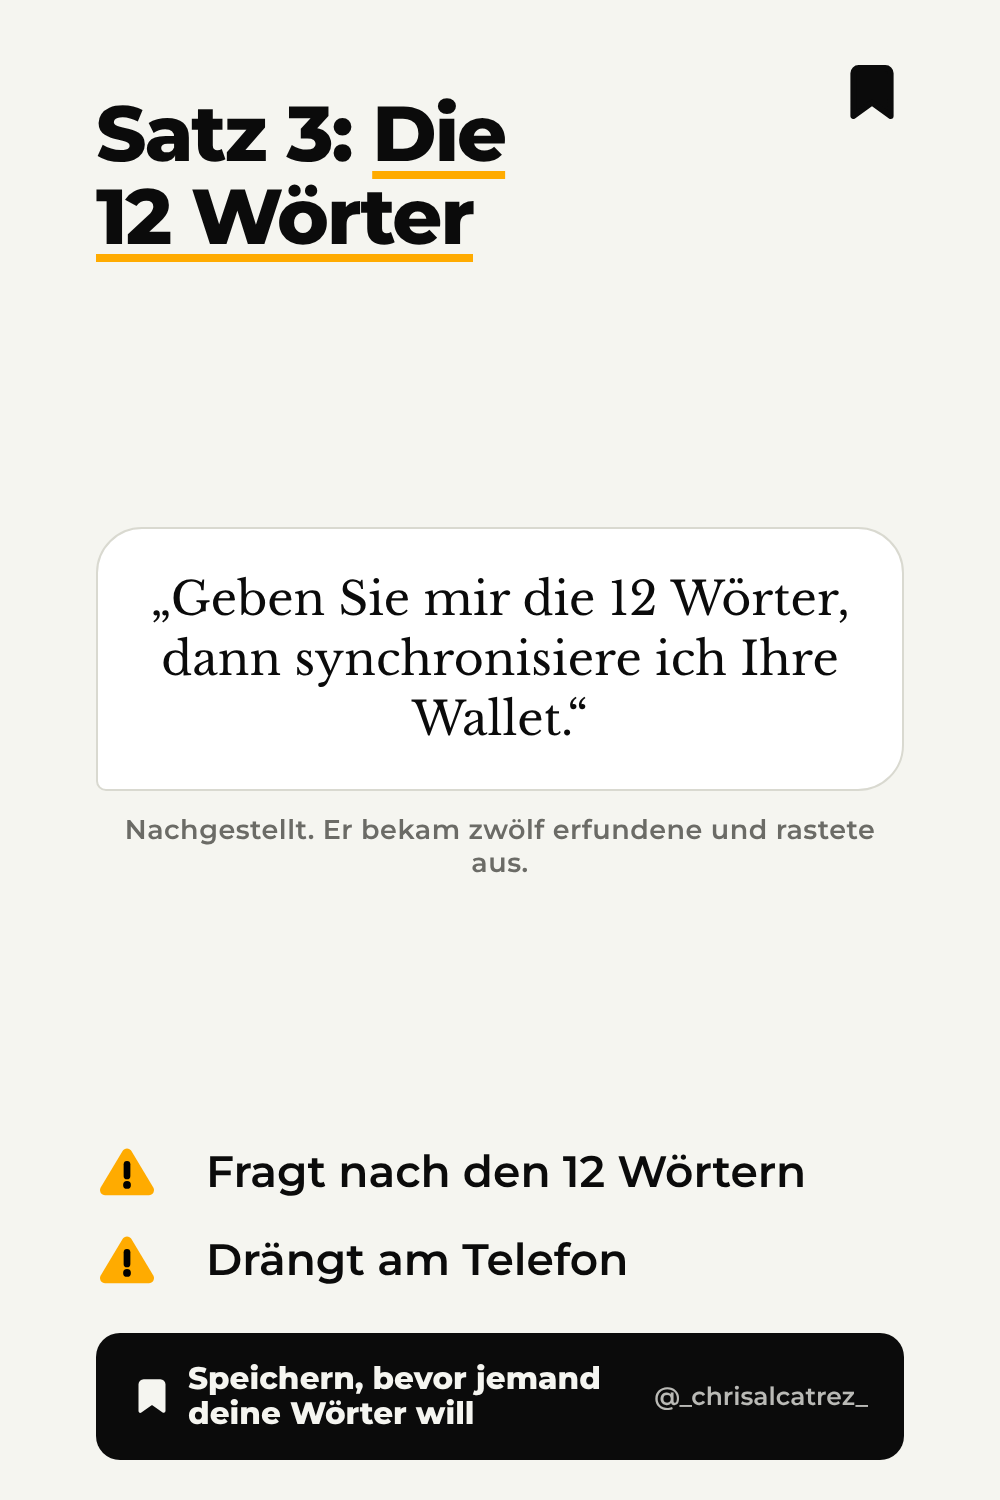 Satz 3: Die
12 Wörter
„Geben Sie mir die 12 Wörter,
dann synchronisiere ich Ihre
Wallet.“
Nachgestellt. Er bekam zwölf erfundene und rastete
aus.
Fragt nach den 12 Wörtern
Drängt am Telefon
Speichern, bevor jemand
deine Wörter will
@_chrisalcatrez_